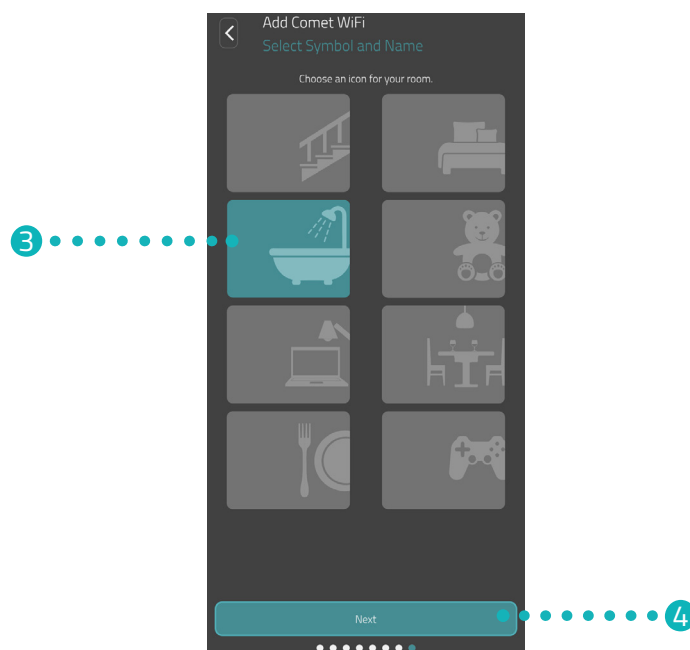 Add Comet WiFi
Select Symbol and Name
Choose an icon for your room.
3
Next
4